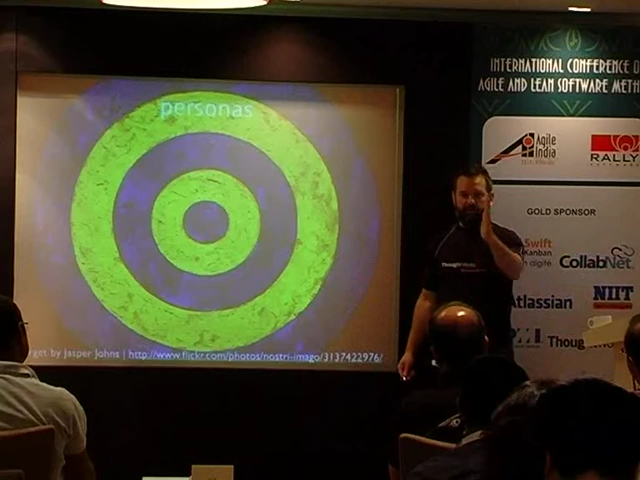 personas
get by Jasper Johns | http://www.flickr.com/photos/nostri-imago/3137422976/
INTERNATIONAL CONFERENCE O
AGILE AND LEAN SOFTWARE METH
Agile
India
RALLY
GOLD SPONSOR
Swift
Kanban
CollabNet
Atlassian
NIIT
Thoug
ThoughtWorks